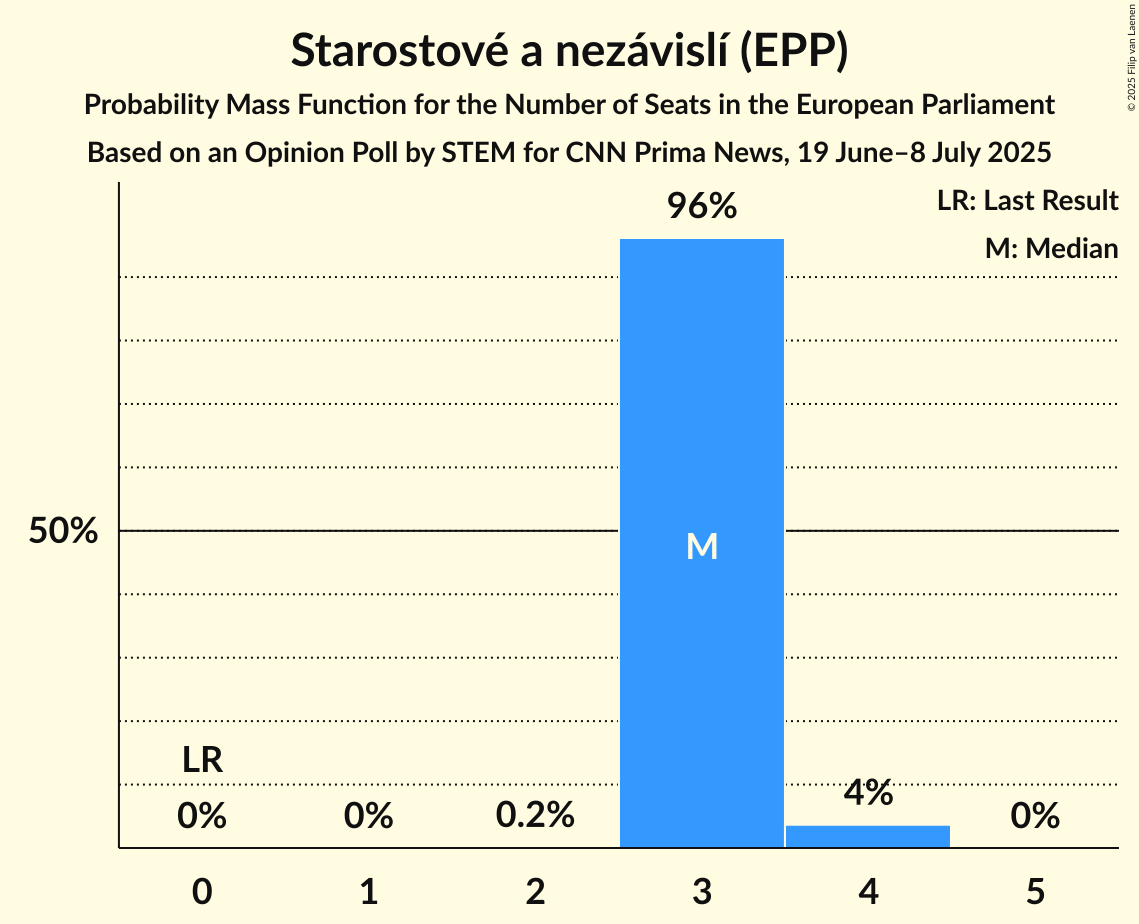 Starostové a nezávislí (EPP)
Probability Mass Function for the Number of Seats in the European Parliament
Based on an Opinion Poll by STEM for CNN Prima News, 19 June–8 July 2025
© 2025 Filip van Laenen
LR: Last Result
M: Median
96%
50%
M
LR
0%
0%
0.2%
4%
0%
0
1
2
3
4
5